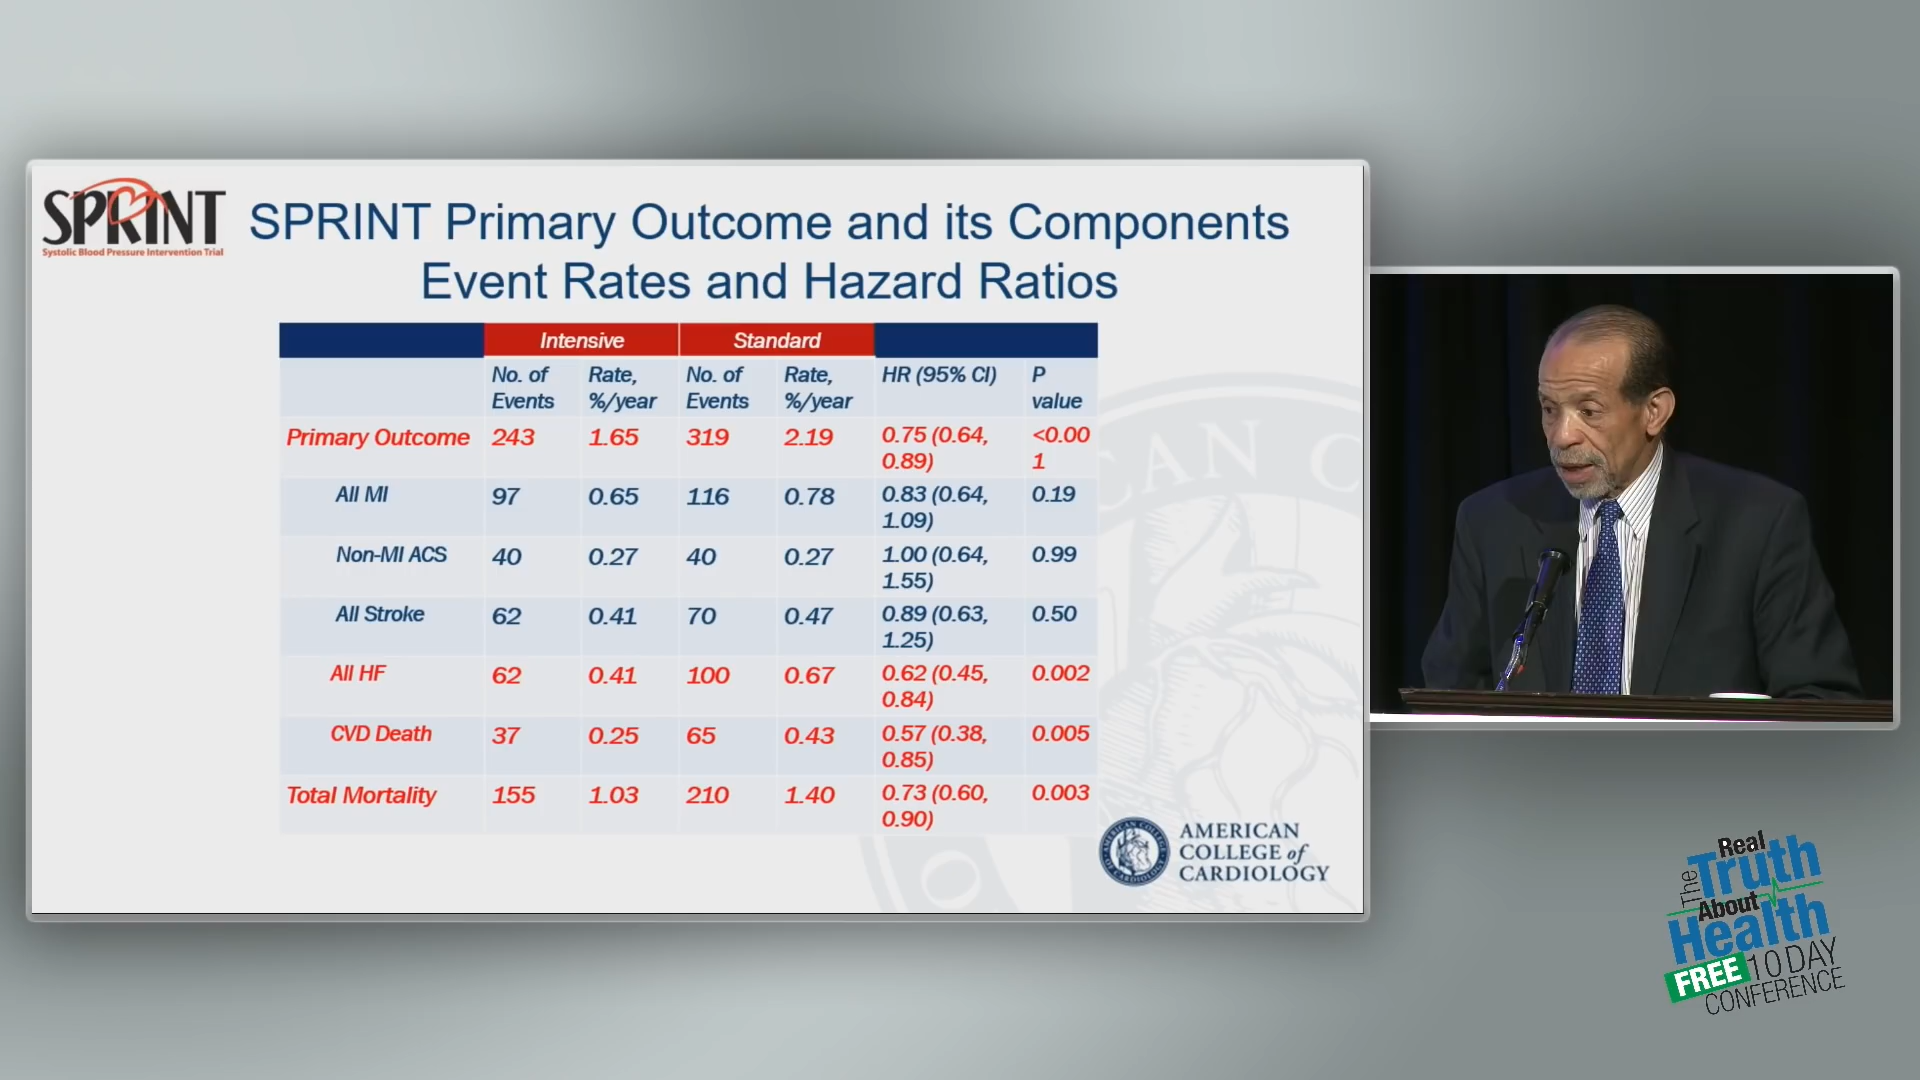 SPRINT
Systolic Blood Pressure Intervention Trial
SPRINT Primary Outcome and its Components
Event Rates and Hazard Ratios
Intensive Standard
No. of Events Rate, %/year No. of Events Rate, %/year HR (95% CI) P value
Primary Outcome 243 1.65 319 2.19 0.75 (0.64, 0.89) <0.001
All MI 97 0.65 116 0.78 0.83 (0.64, 1.09) 0.19
Non-MI ACS 40 0.27 40 0.27 1.00 (0.64, 1.55) 0.99
All Stroke 62 0.41 70 0.47 0.89 (0.63, 1.25) 0.50
All HF 62 0.41 100 0.67 0.62 (0.45, 0.84) 0.002
CVD Death 37 0.25 65 0.43 0.57 (0.38, 0.85) 0.005
Total Mortality 155 1.03 210 1.40 0.73 (0.60, 0.90) 0.003
AMERICAN
COLLEGE of
CARDIOLOGY
The Real
Truth
About
Health
FREE 10 DAY
CONFERENCE